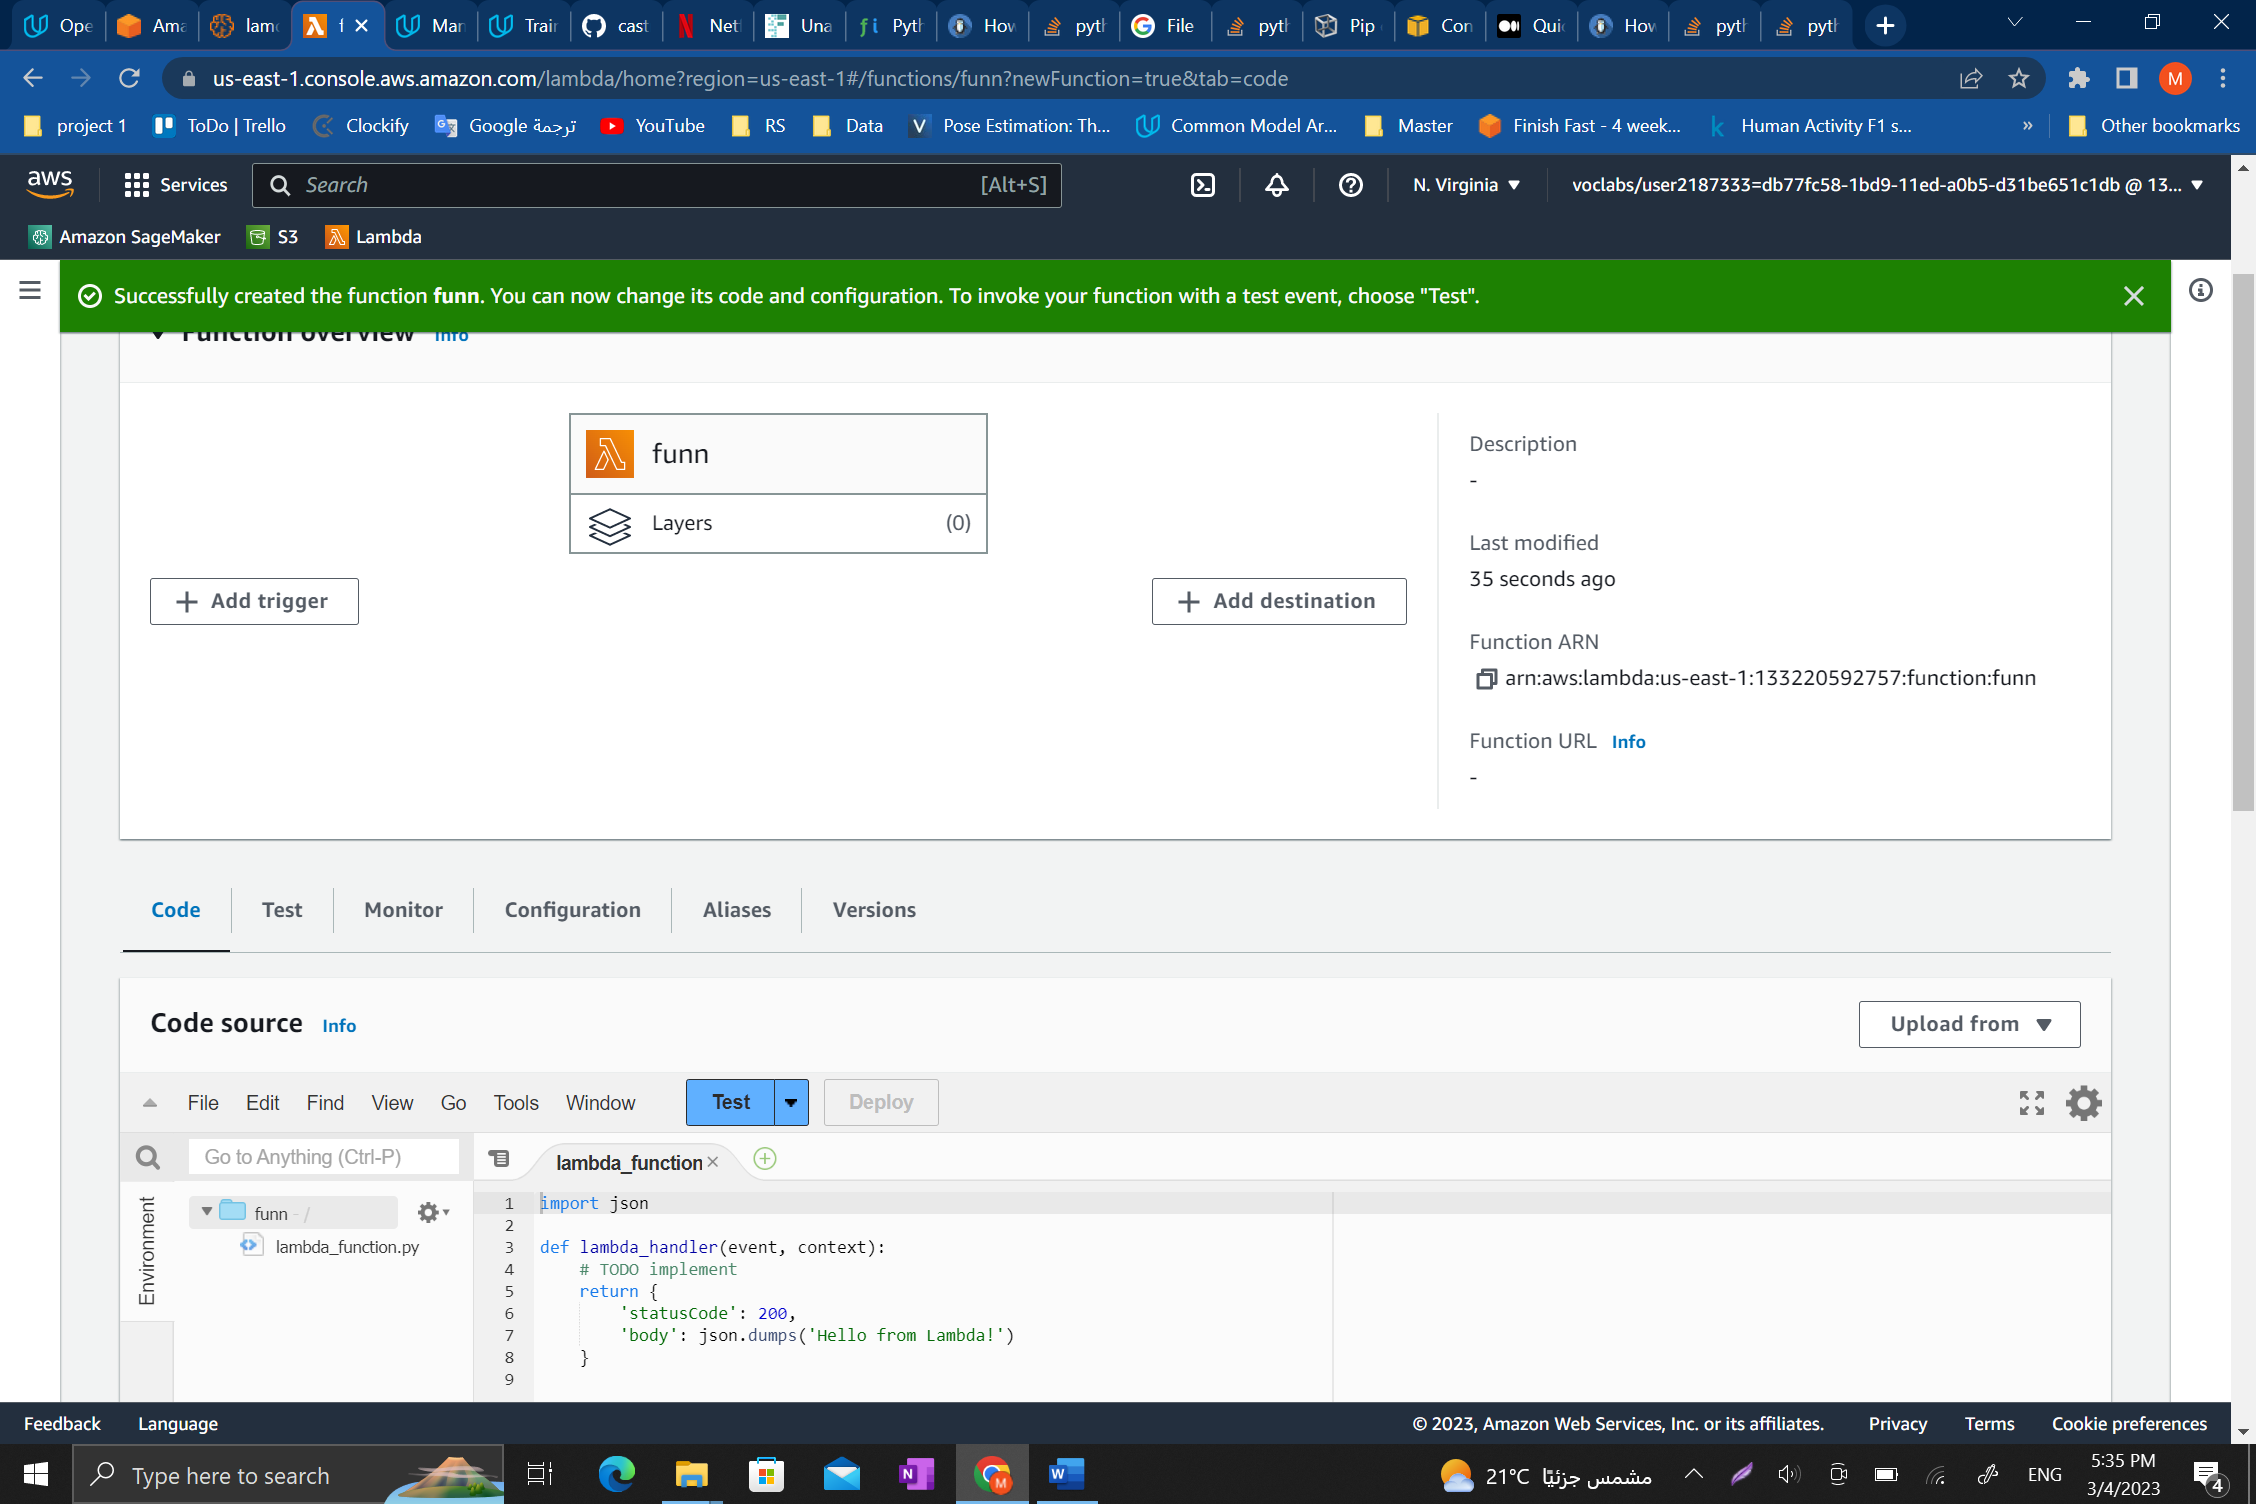 Ope
Ama
lam
f
Mar
Trai
cast
Net
Una
Pyth
How
pyth
File
pyth
Pip
Con
Quic
How
pyth
pyth
us-east-1.console.aws.amazon.com/lambda/home?region=us-east-1#/functions/funn?newFunction=true&tab=code
M
project 1
ToDo | Trello
Clockify
Google ترجمة
YouTube
RS
Data
Pose Estimation: Th...
Common Model Ar...
Master
Finish Fast - 4 week...
Human Activity F1 s...
»
Other bookmarks
aws
Services
Search
[Alt+S]
N. Virginia
voclabs/user2187333=db77fc58-1bd9-11ed-a0b5-d31be651c1db @ 13...
Amazon SageMaker
S3
Lambda
Successfully created the function funn. You can now change its code and configuration. To invoke your function with a test event, choose "Test".
Function overview Info
funn
Layers
(0)
Add trigger
Add destination
Description
-
Last modified
35 seconds ago
Function ARN
arn:aws:lambda:us-east-1:133220592757:function:funn
Function URL Info
-
Code
Test
Monitor
Configuration
Aliases
Versions
Code source Info
Upload from
File
Edit
Find
View
Go
Tools
Window
Test
Deploy
Go to Anything (Ctrl-P)
lambda_function
Environment
funn - /
lambda_function.py
1 import json
2
3 def lambda_handler(event, context):
4 # TODO implement
5 return {
6 'statusCode': 200,
7 'body': json.dumps('Hello from Lambda!')
8 }
9
Feedback
Language
© 2023, Amazon Web Services, Inc. or its affiliates.
Privacy
Terms
Cookie preferences
Type here to search
21°C مشمس جزئيًا
ENG
5:35 PM
3/4/2023
4